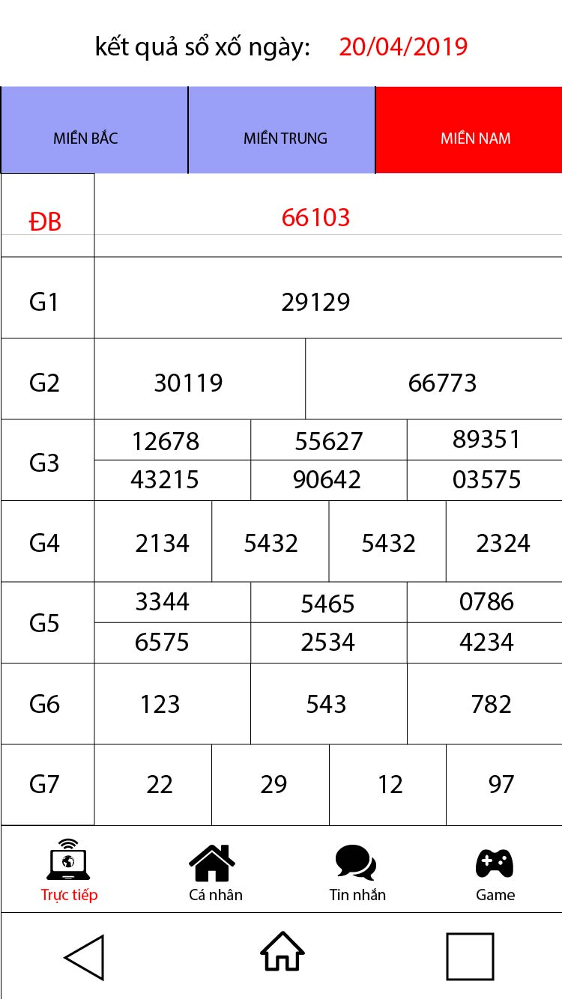 kết quả sổ xố ngày: 20/04/2019
MIỀN BẮC MIỀN TRUNG MIỀN NAM
ĐB 66103
G1 29129
G2 30119 66773
G3 12678 55627 89351
43215 90642 03575
G4 2134 5432 5432 2324
G5 3344 5465 0786
6575 2534 4234
G6 123 543 782
G7 22 29 12 97
Trực tiếp Cá nhân Tin nhắn Game